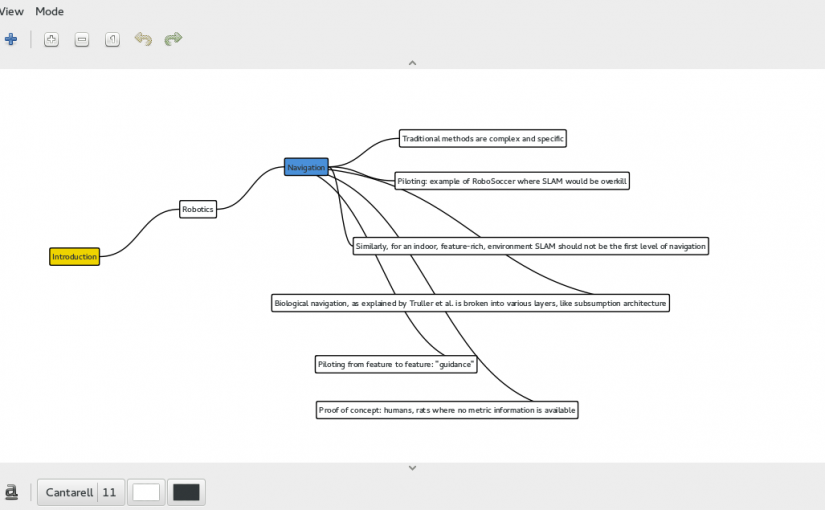 View Mode
Traditional methods are complex and specific
Navigation
Piloting: example of RoboSoccer where SLAM would be overkill
Robotics
Similarly, for an indoor, feature-rich, environment SLAM should not be the first level of navigation
Introduction
Biological navigation, as explained by Truller et al. is broken into various layers, like subsumption architecture
Piloting from feature to feature: "guidance"
Proof of concept: humans, rats where no metric information is available
a
Cantarell 11